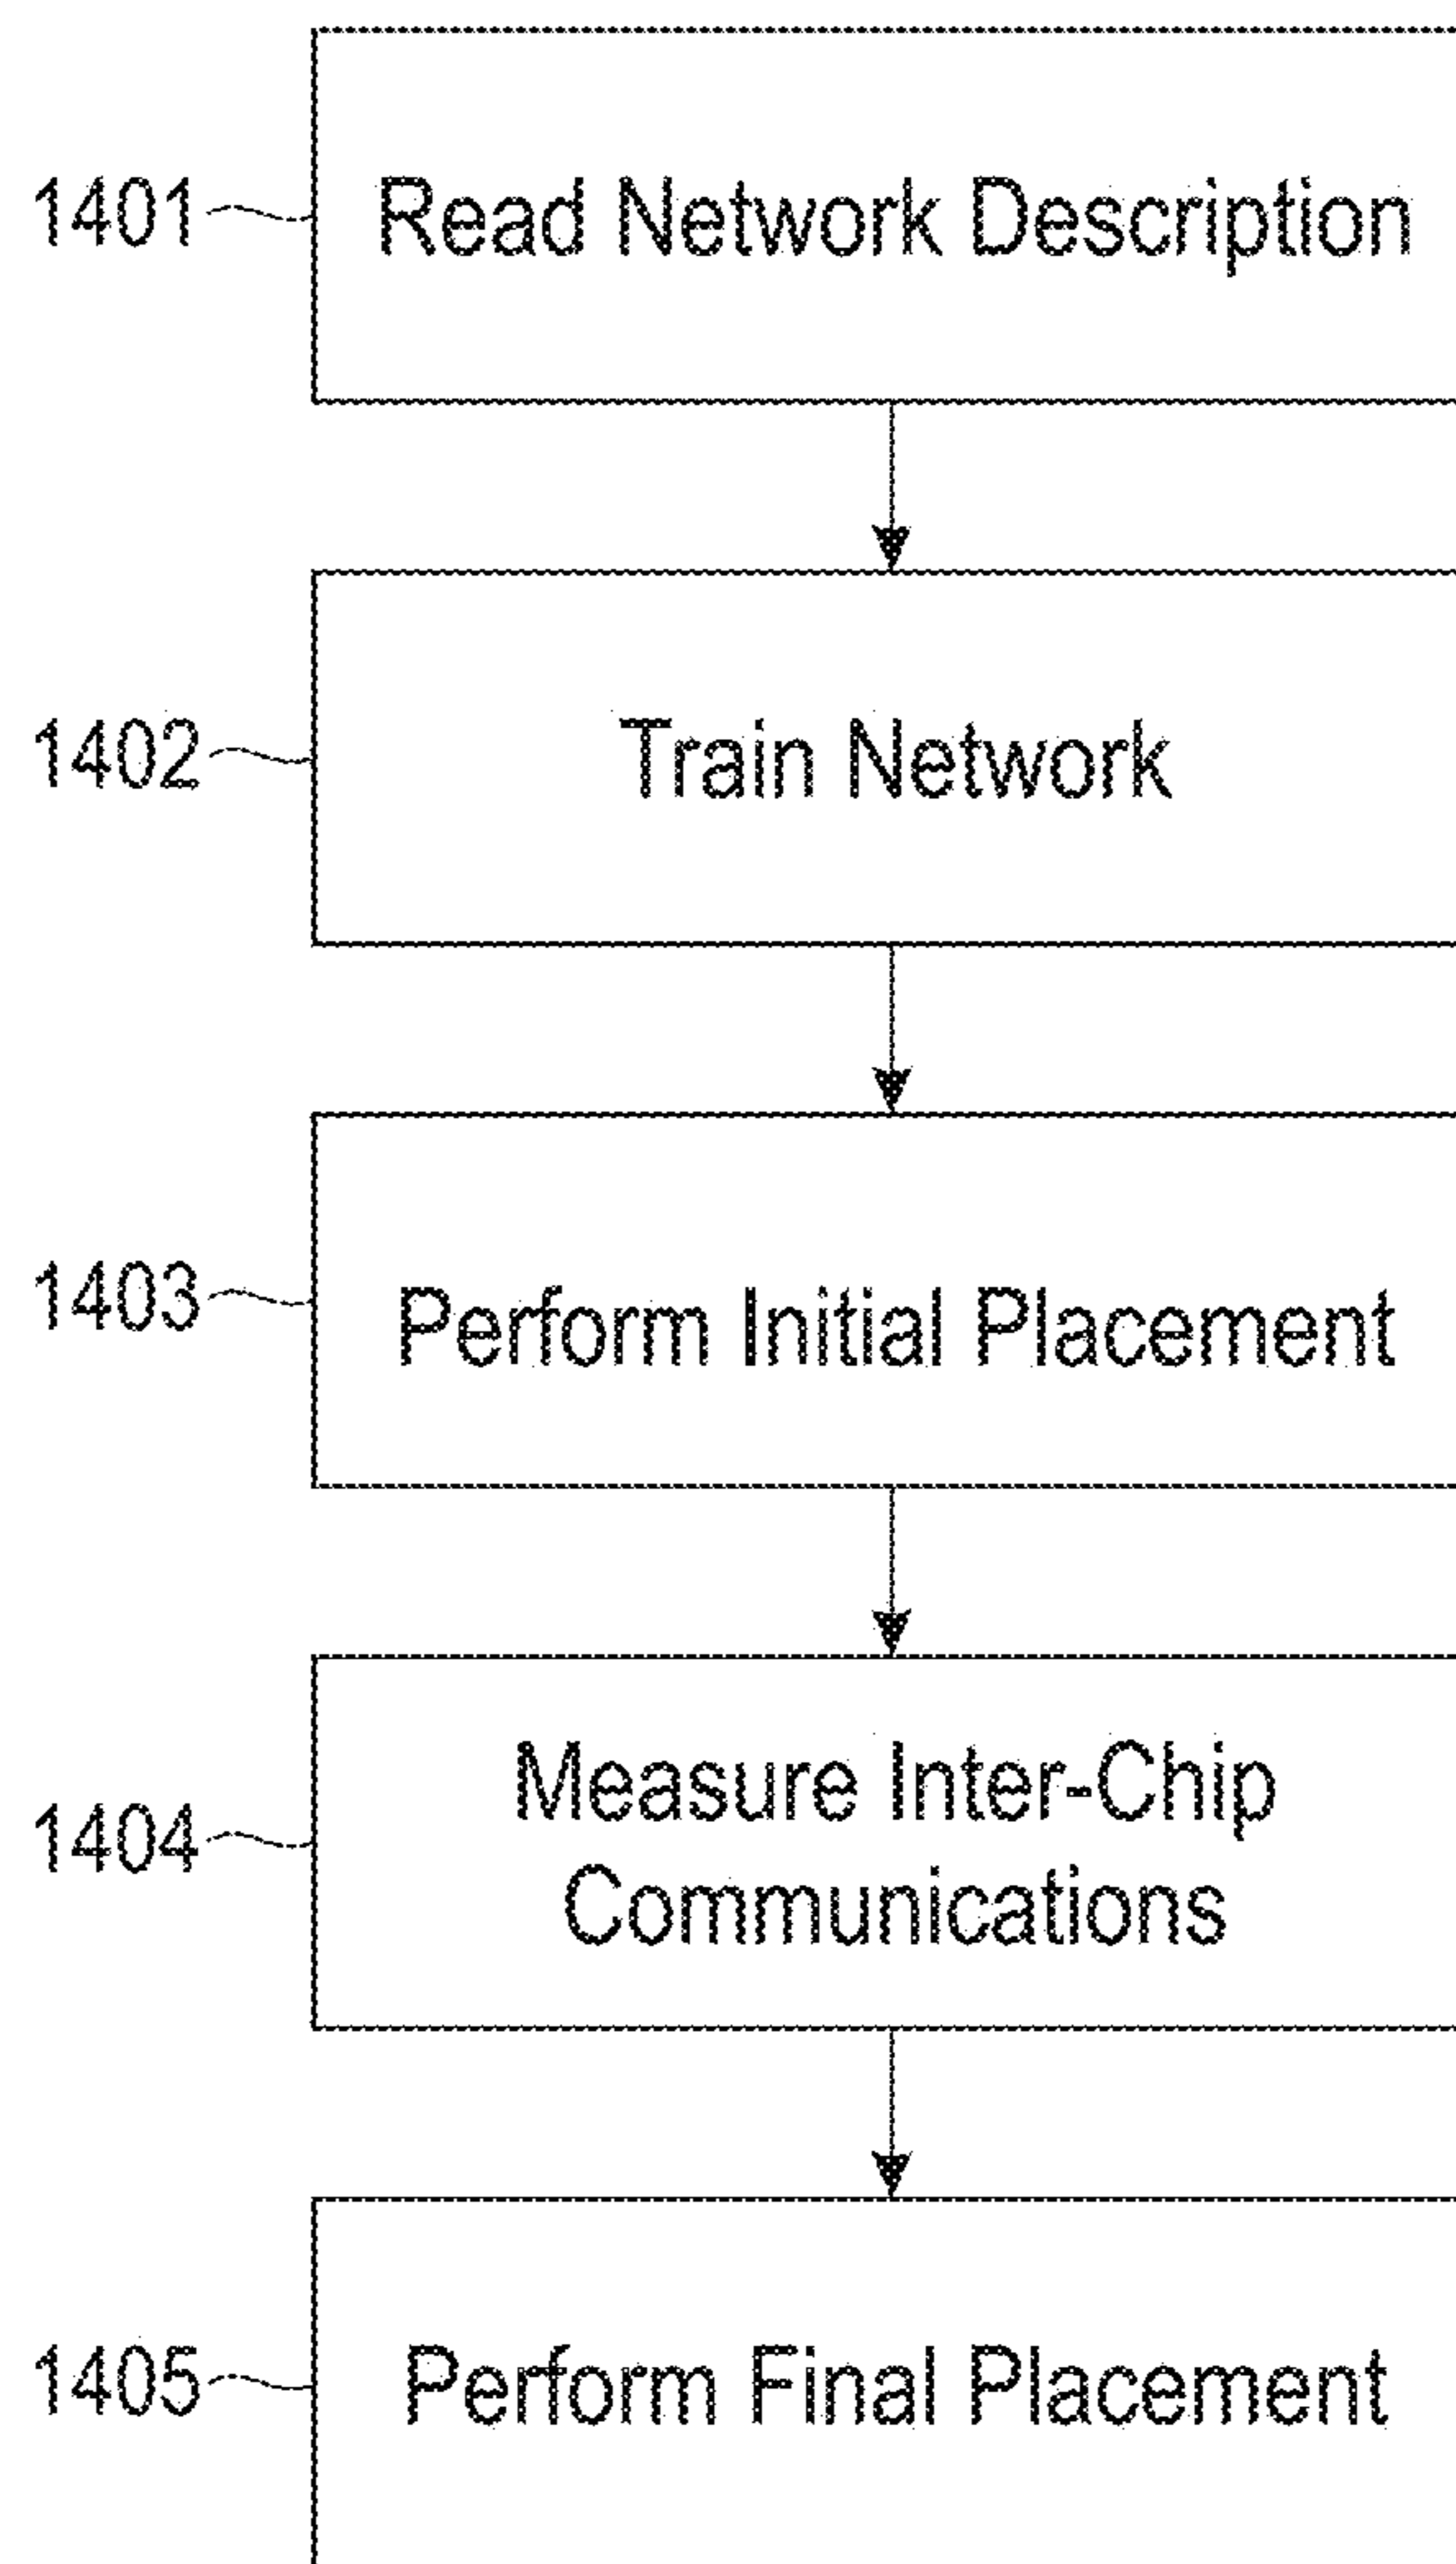 1401 Read Network Description
1402 Train Network
1403 Perform Initial Placement
1404 Measure Inter-Chip
Communications
1405 Perform Final Placement